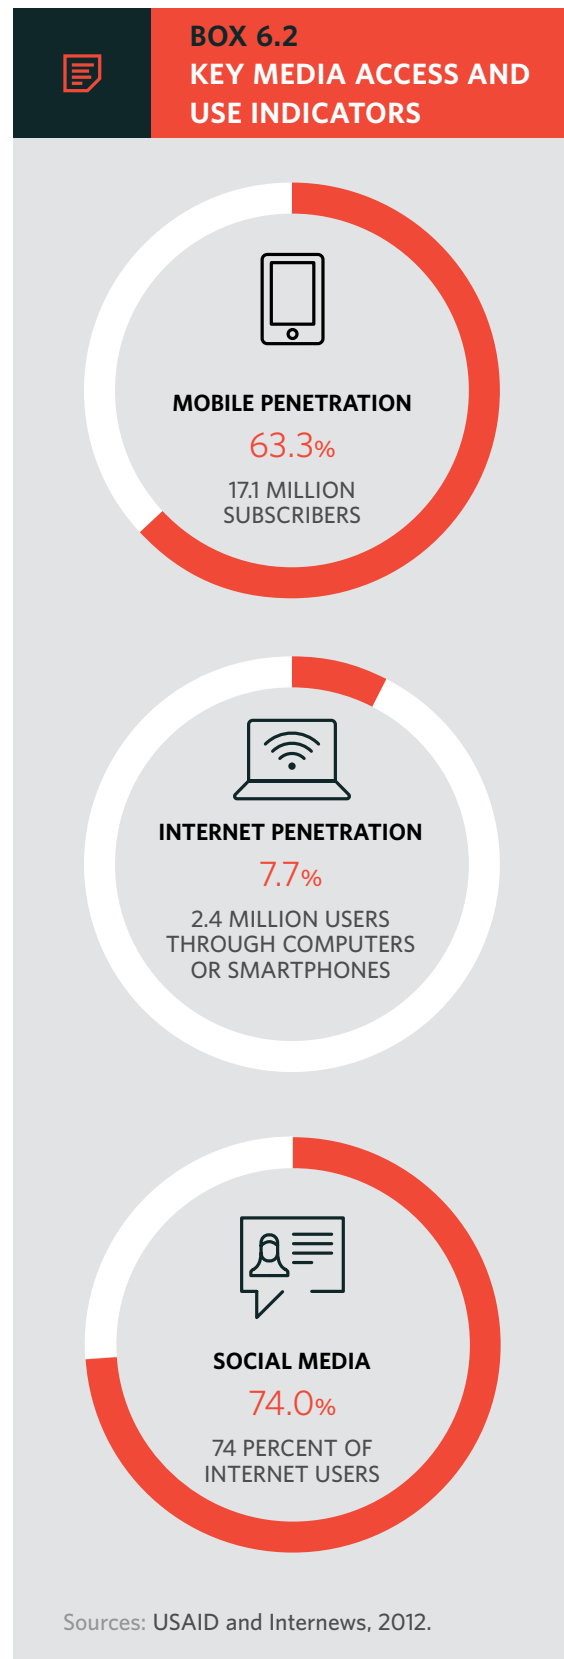 BOX 6.2
KEY MEDIA ACCESS AND
USE INDICATORS
MOBILE PENETRATION
63.3%
17.1 MILLION
SUBSCRIBERS
INTERNET PENETRATION
7.7%
2.4 MILLION USERS
THROUGH COMPUTERS
OR SMARTPHONES
SOCIAL MEDIA
74.0%
74 PERCENT OF
INTERNET USERS
Sources: USAID and Internews, 2012.